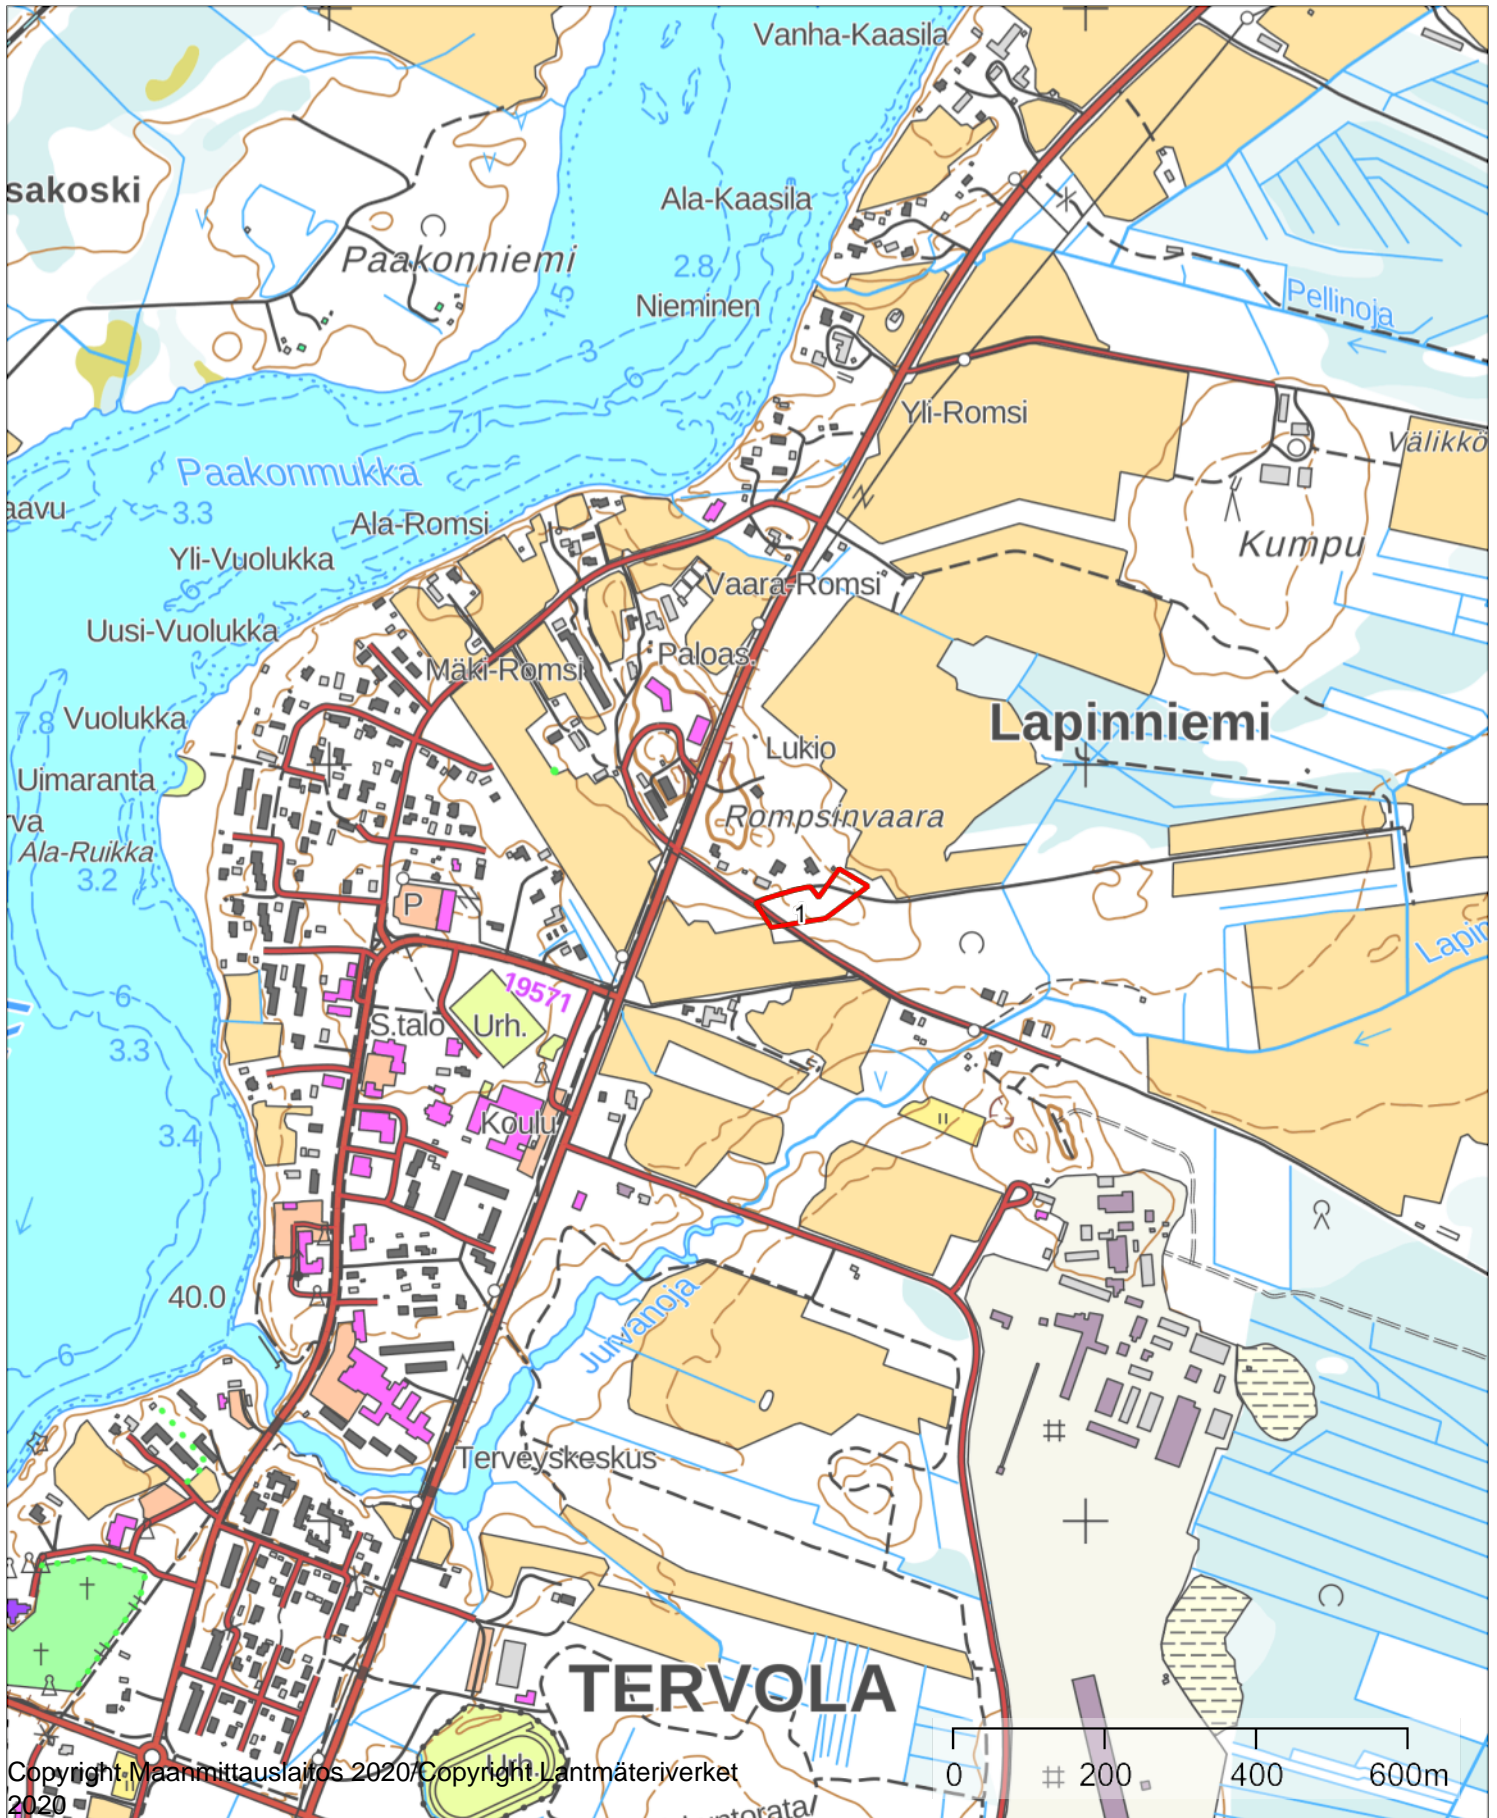 Vanha-Kaasila
sakoski
Ala-Kaasila
Paakonniemi
2.8
1.5
Nieminen
Pellinoja
3
6
7.1
Yli-Romsi
Välikkö
Paakonmukka
3.3
aavu
Ala-Romsi
Kumpu
Yli-Vuolukka
6
Vaara-Romsi
Uusi-Vuolukka
Paloas.
Mäki-Romsi
7.8
Vuolukka
Lapinniemi
Lukio
Uimaranta
rva
Rompsinvaara
Ala-Ruikka
3.2
P
1
Lapin
6
19571
S.talo
Urh.
3.3
Koulu
3.4
40.0
Jurvanoja
6
Terveyskeskus
TERVOLA
Urh.
0
200
400
600m
Copyright Maanmittauslaitos 2020/Copyright Lantmäteriverket
2020